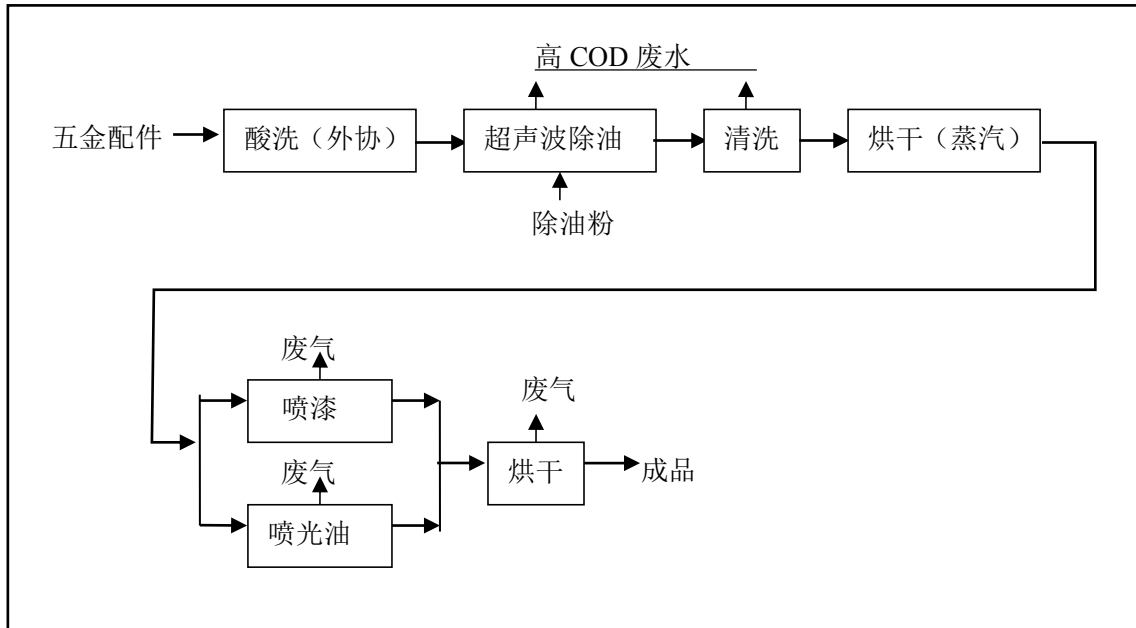 高 COD 废水
五金配件 酸洗（外协） 超声波除油 清洗 烘干（蒸汽）
除油粉
废气
废气
喷漆
废气
烘干
成品
喷光油